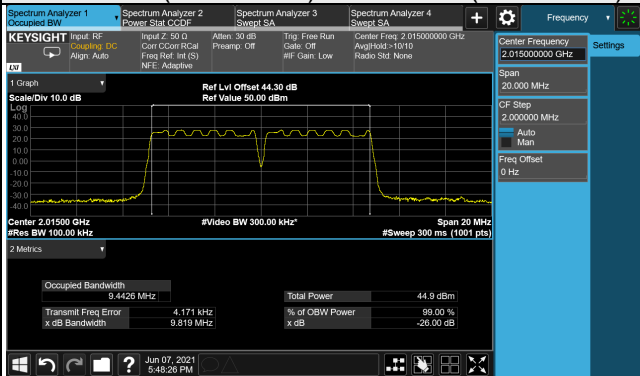 Spectrum Analyzer 1
Occupied BW
Spectrum Analyzer 2
Power Stat CCDF
Spectrum Analyzer 3
Swept SA
Spectrum Analyzer 4
Swept SA
Frequency
KEYSIGHT
Input: RF
Coupling: DC
Align: Auto
Input Z: 50 Ω
Corr CCorr RCal
Freq Ref: Int (S)
NFE: Adaptive
Atten: 30 dB
Preamp: Off
Trig: Free Run
Gate: Off
#IF Gain: Low
Center Freq: 2.015000000 GHz
Avg|Hold:>10/10
Radio Std: None
LXI
Center Frequency
2.015000000 GHz
Settings
Span
20.000 MHz
CF Step
2.000000 MHz
Auto
Man
Freq Offset
0 Hz
1 Graph
Scale/Div 10.0 dB
Ref Lvl Offset 44.30 dB
Ref Value 50.00 dBm
Log
40.0
30.0
20.0
10.0
0.00
-10.0
-20.0
-30.0
-40.0
Center 2.01500 GHz
#Res BW 100.00 kHz
#Video BW 300.00 kHz*
Span 20 MHz
#Sweep 300 ms (1001 pts)
2 Metrics
Occupied Bandwidth
9.4426 MHz
Total Power 44.9 dBm
Transmit Freq Error 4.171 kHz
% of OBW Power 99.00 %
x dB Bandwidth 9.819 MHz
x dB -26.00 dB
?
Jun 07, 2021
5:48:26 PM